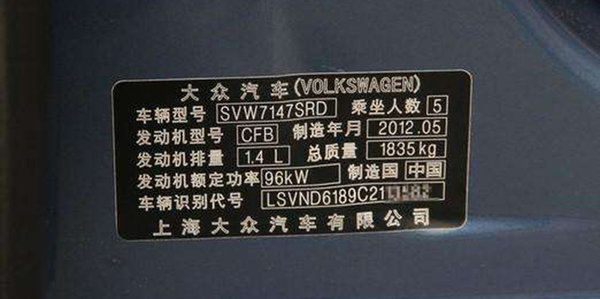 大众汽车(VOLKSWAGEN)
车辆型号 SVW7147SRD 乘坐人数 5
发动机型号 CFB 制造年月 2012.05
发动机排量 1.4 L 总质量 1835kg
发动机额定功率 96kW 制造国 中国
车辆识别代号 LSVND6189C21
上海大众汽车有限公司